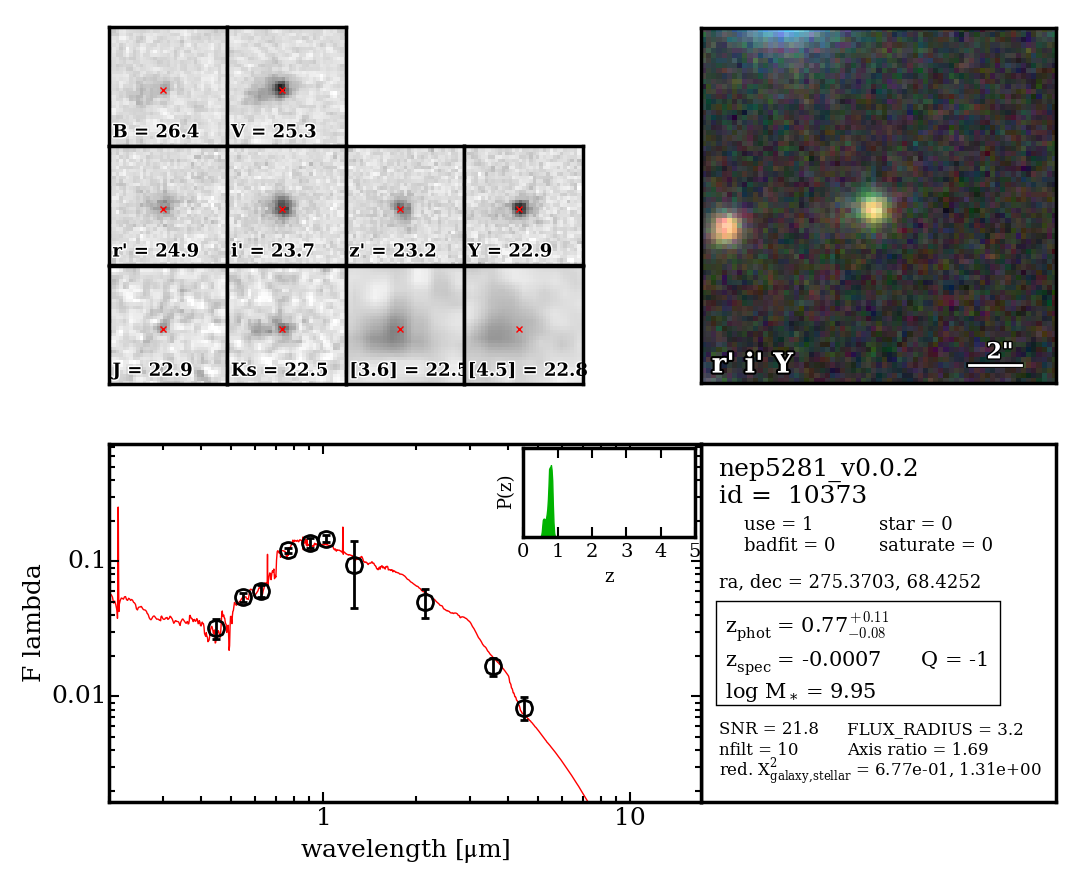 B = 26.4
V = 25.3
r' = 24.9
i' = 23.7
z' = 23.2
Y = 22.9
J = 22.9
Ks = 22.5
[3.6] = 22.5
[4.5] = 22.8
r' i' Y
2"
F lambda
0.1
0.01
1
10
wavelength [μm]
P(z)
0 1 2 3 4 5
z
nep5281_v0.0.2
id = 10373
use = 1 star = 0
badfit = 0 saturate = 0
ra, dec = 275.3703, 68.4252
z_phot = 0.77 +0.11 −0.08
z_spec = -0.0007 Q = -1
log M_* = 9.95
SNR = 21.8 FLUX_RADIUS = 3.2
nfilt = 10 Axis ratio = 1.69
red. X²_galaxy,stellar = 6.77e-01, 1.31e+00